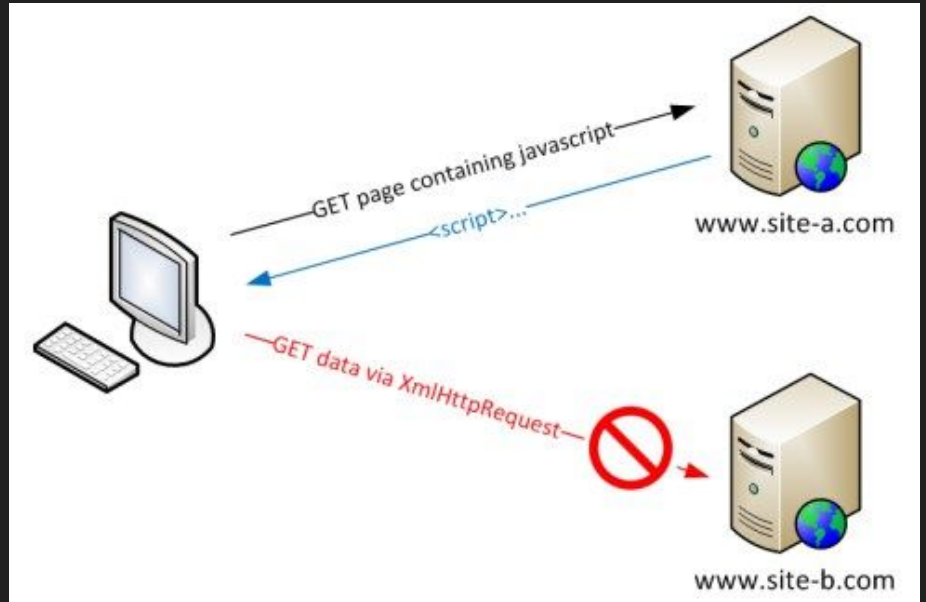 GET page containing javascript
<script>...
www.site-a.com
GET data via XmlHttpRequest
www.site-b.com